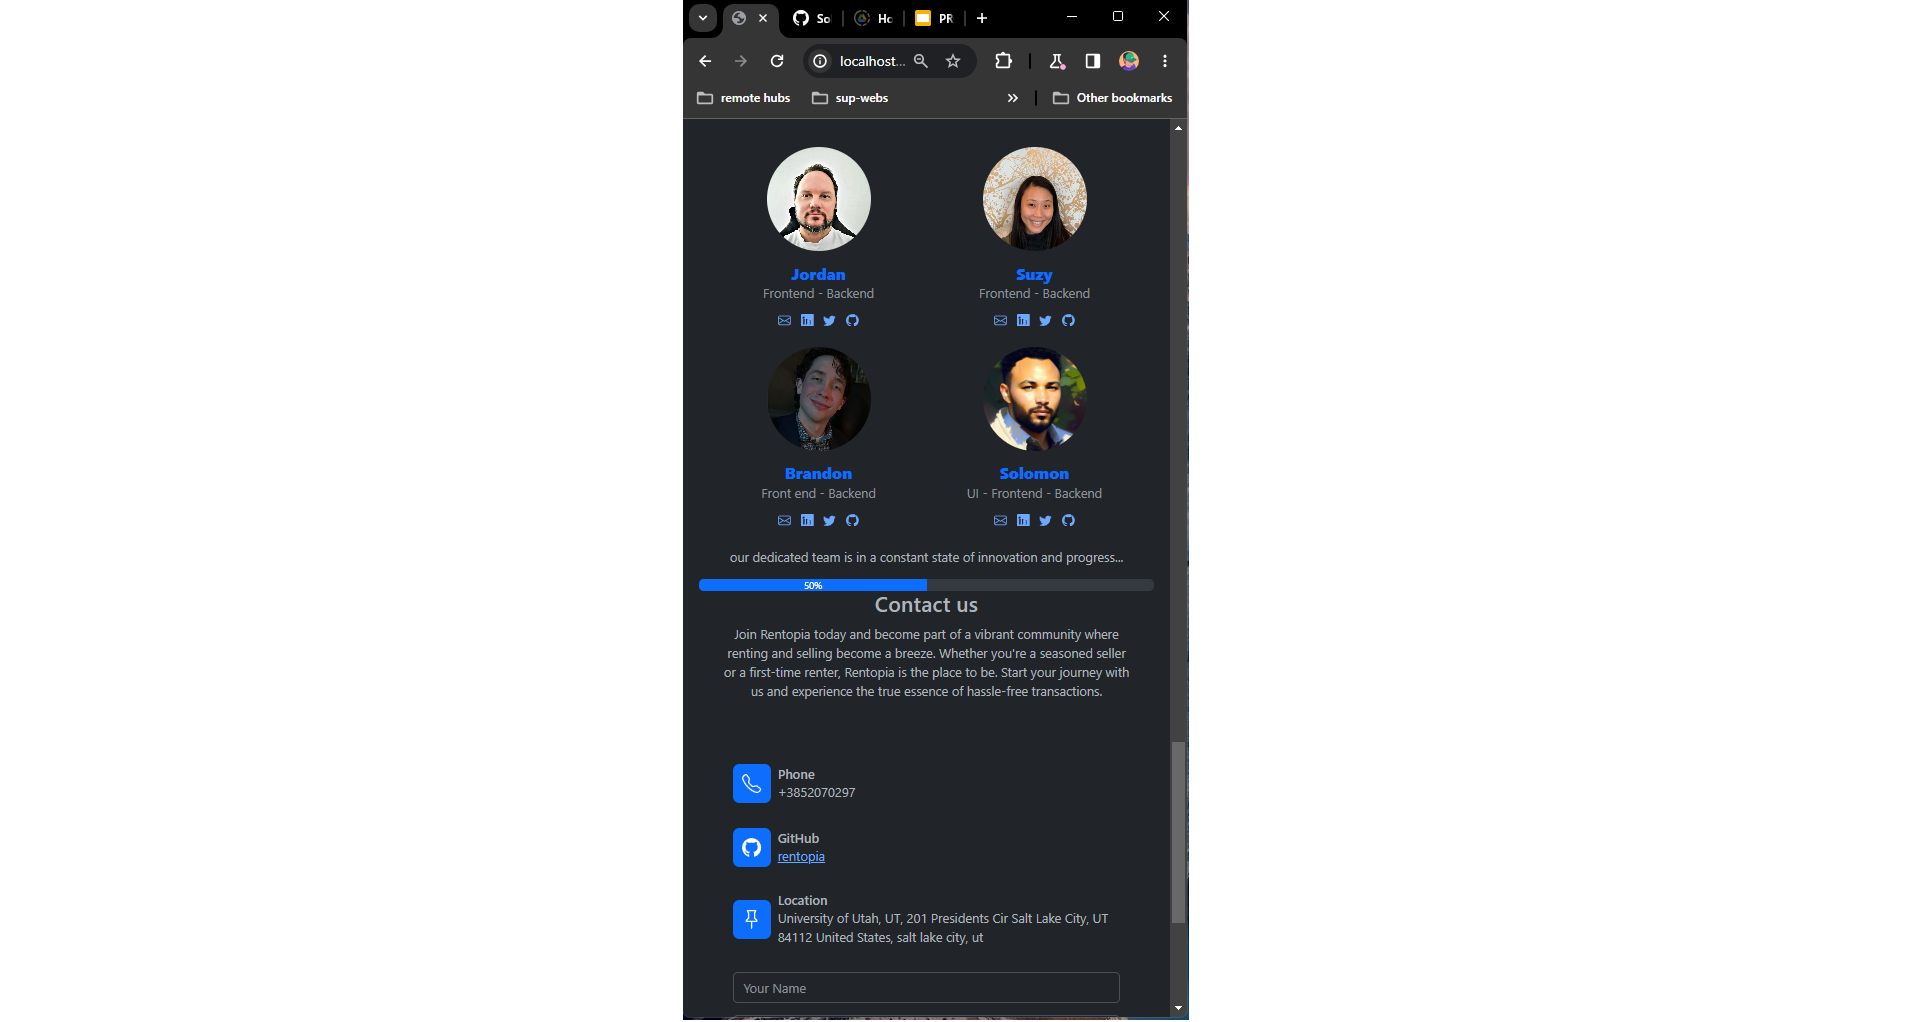 So
Ho
PR
localhost...
remote hubs
sup-webs
Other bookmarks
Jordan
Frontend - Backend
Suzy
Frontend - Backend
Brandon
Front end - Backend
Solomon
UI - Frontend - Backend
our dedicated team is in a constant state of innovation and progress...
50%
Contact us
Join Rentopia today and become part of a vibrant community where
renting and selling become a breeze. Whether you're a seasoned seller
or a first-time renter, Rentopia is the place to be. Start your journey with
us and experience the true essence of hassle-free transactions.
Phone
+3852070297
GitHub
rentopia
Location
University of Utah, UT, 201 Presidents Cir Salt Lake City, UT
84112 United States, salt lake city, ut
Your Name